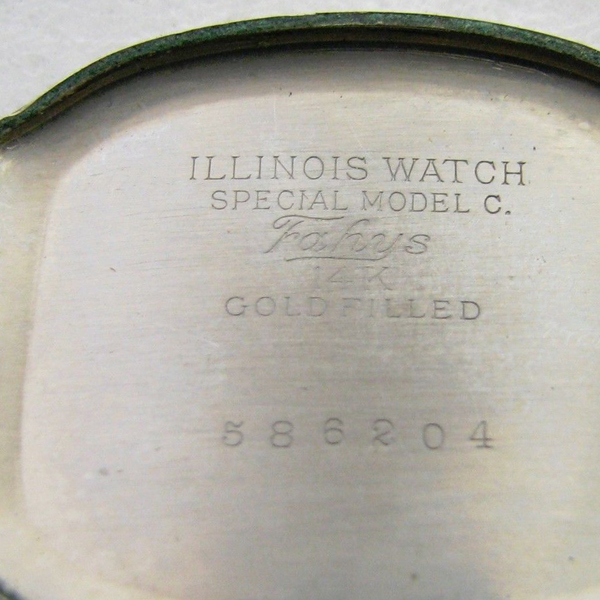 ILLINOIS WATCH
SPECIAL MODEL C.
Fahys
14K
GOLD FILLED
586204